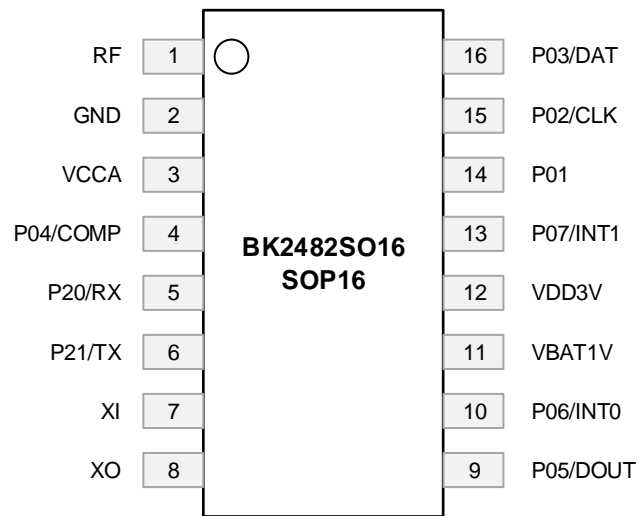 RF 1 16 P03/DAT
GND 2 15 P02/CLK
VCCA 3 14 P01
P04/COMP 4 13 P07/INT1
BK2482SO16
SOP16
P20/RX 5 12 VDD3V
P21/TX 6 11 VBAT1V
XI 7 10 P06/INT0
XO 8 9 P05/DOUT